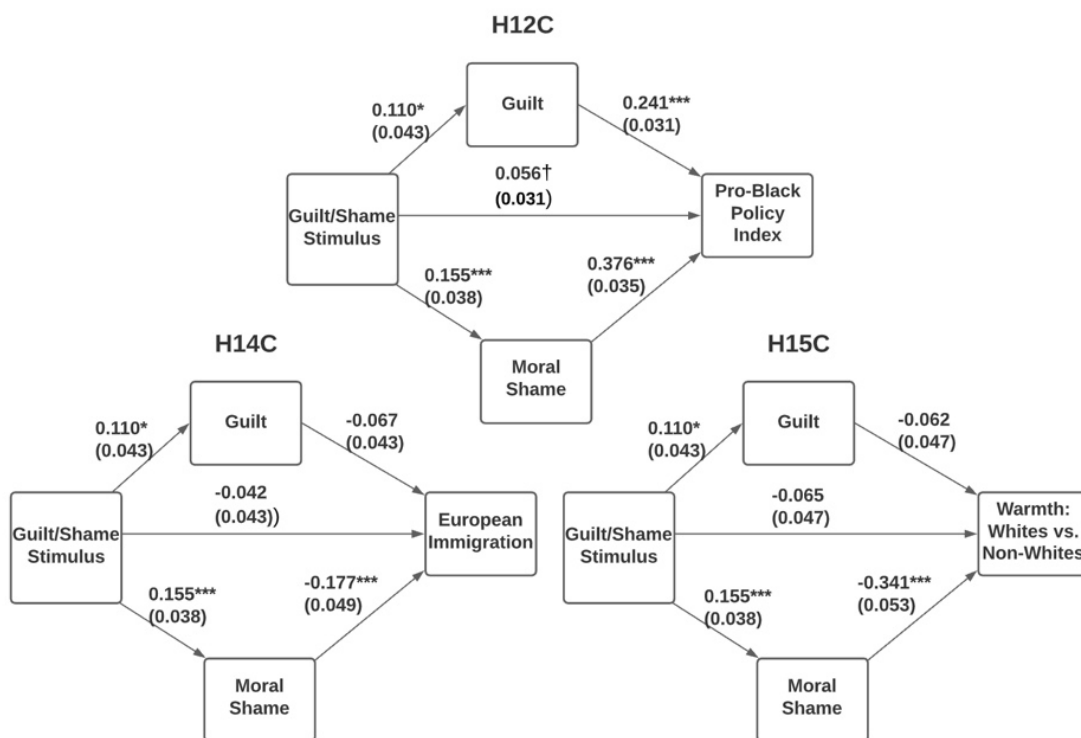 H12C
Guilt
0.110*
(0.043)
0.241***
(0.031)
0.056†
(0.031)
Guilt/Shame
Stimulus
Pro-Black
Policy
Index
0.155***
(0.038)
0.376***
(0.035)
Moral
Shame
H14C
Guilt
0.110*
(0.043)
-0.067
(0.043)
-0.042
(0.043))
Guilt/Shame
Stimulus
European
Immigration
0.155***
(0.038)
-0.177***
(0.049)
Moral
Shame
H15C
Guilt
0.110*
(0.043)
-0.062
(0.047)
-0.065
(0.047)
Guilt/Shame
Stimulus
Warmth:
Whites vs.
Non-Whites
0.155***
(0.038)
-0.341***
(0.053)
Moral
Shame